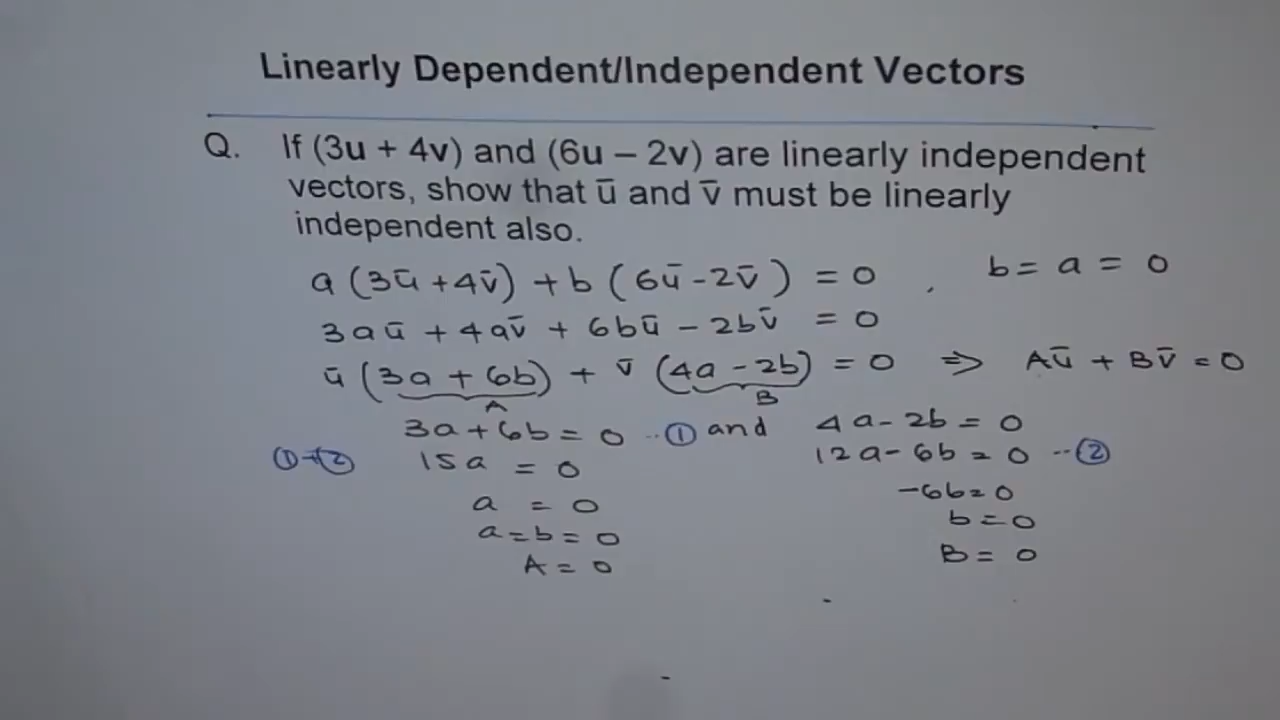 Linearly Dependent/Independent Vectors
Q. If (3u + 4v) and (6u – 2v) are linearly independent
vectors, show that ū and v̄ must be linearly
independent also.
a (3ū + 4v̄) + b (6ū - 2v̄) = 0 , b = a = 0
3aū + 4av̄ + 6bū - 2bv̄ = 0
ū (3a + 6b) + v̄ (4a - 2b) = 0 ⇒ Aū + Bv̄ = 0
A B
3a + 6b = 0 ..① and 4a - 2b = 0
①+② 15a = 0 12a - 6b = 0 --②
a = 0 -6b = 0
a = b = 0 b = 0
A = 0 B = 0